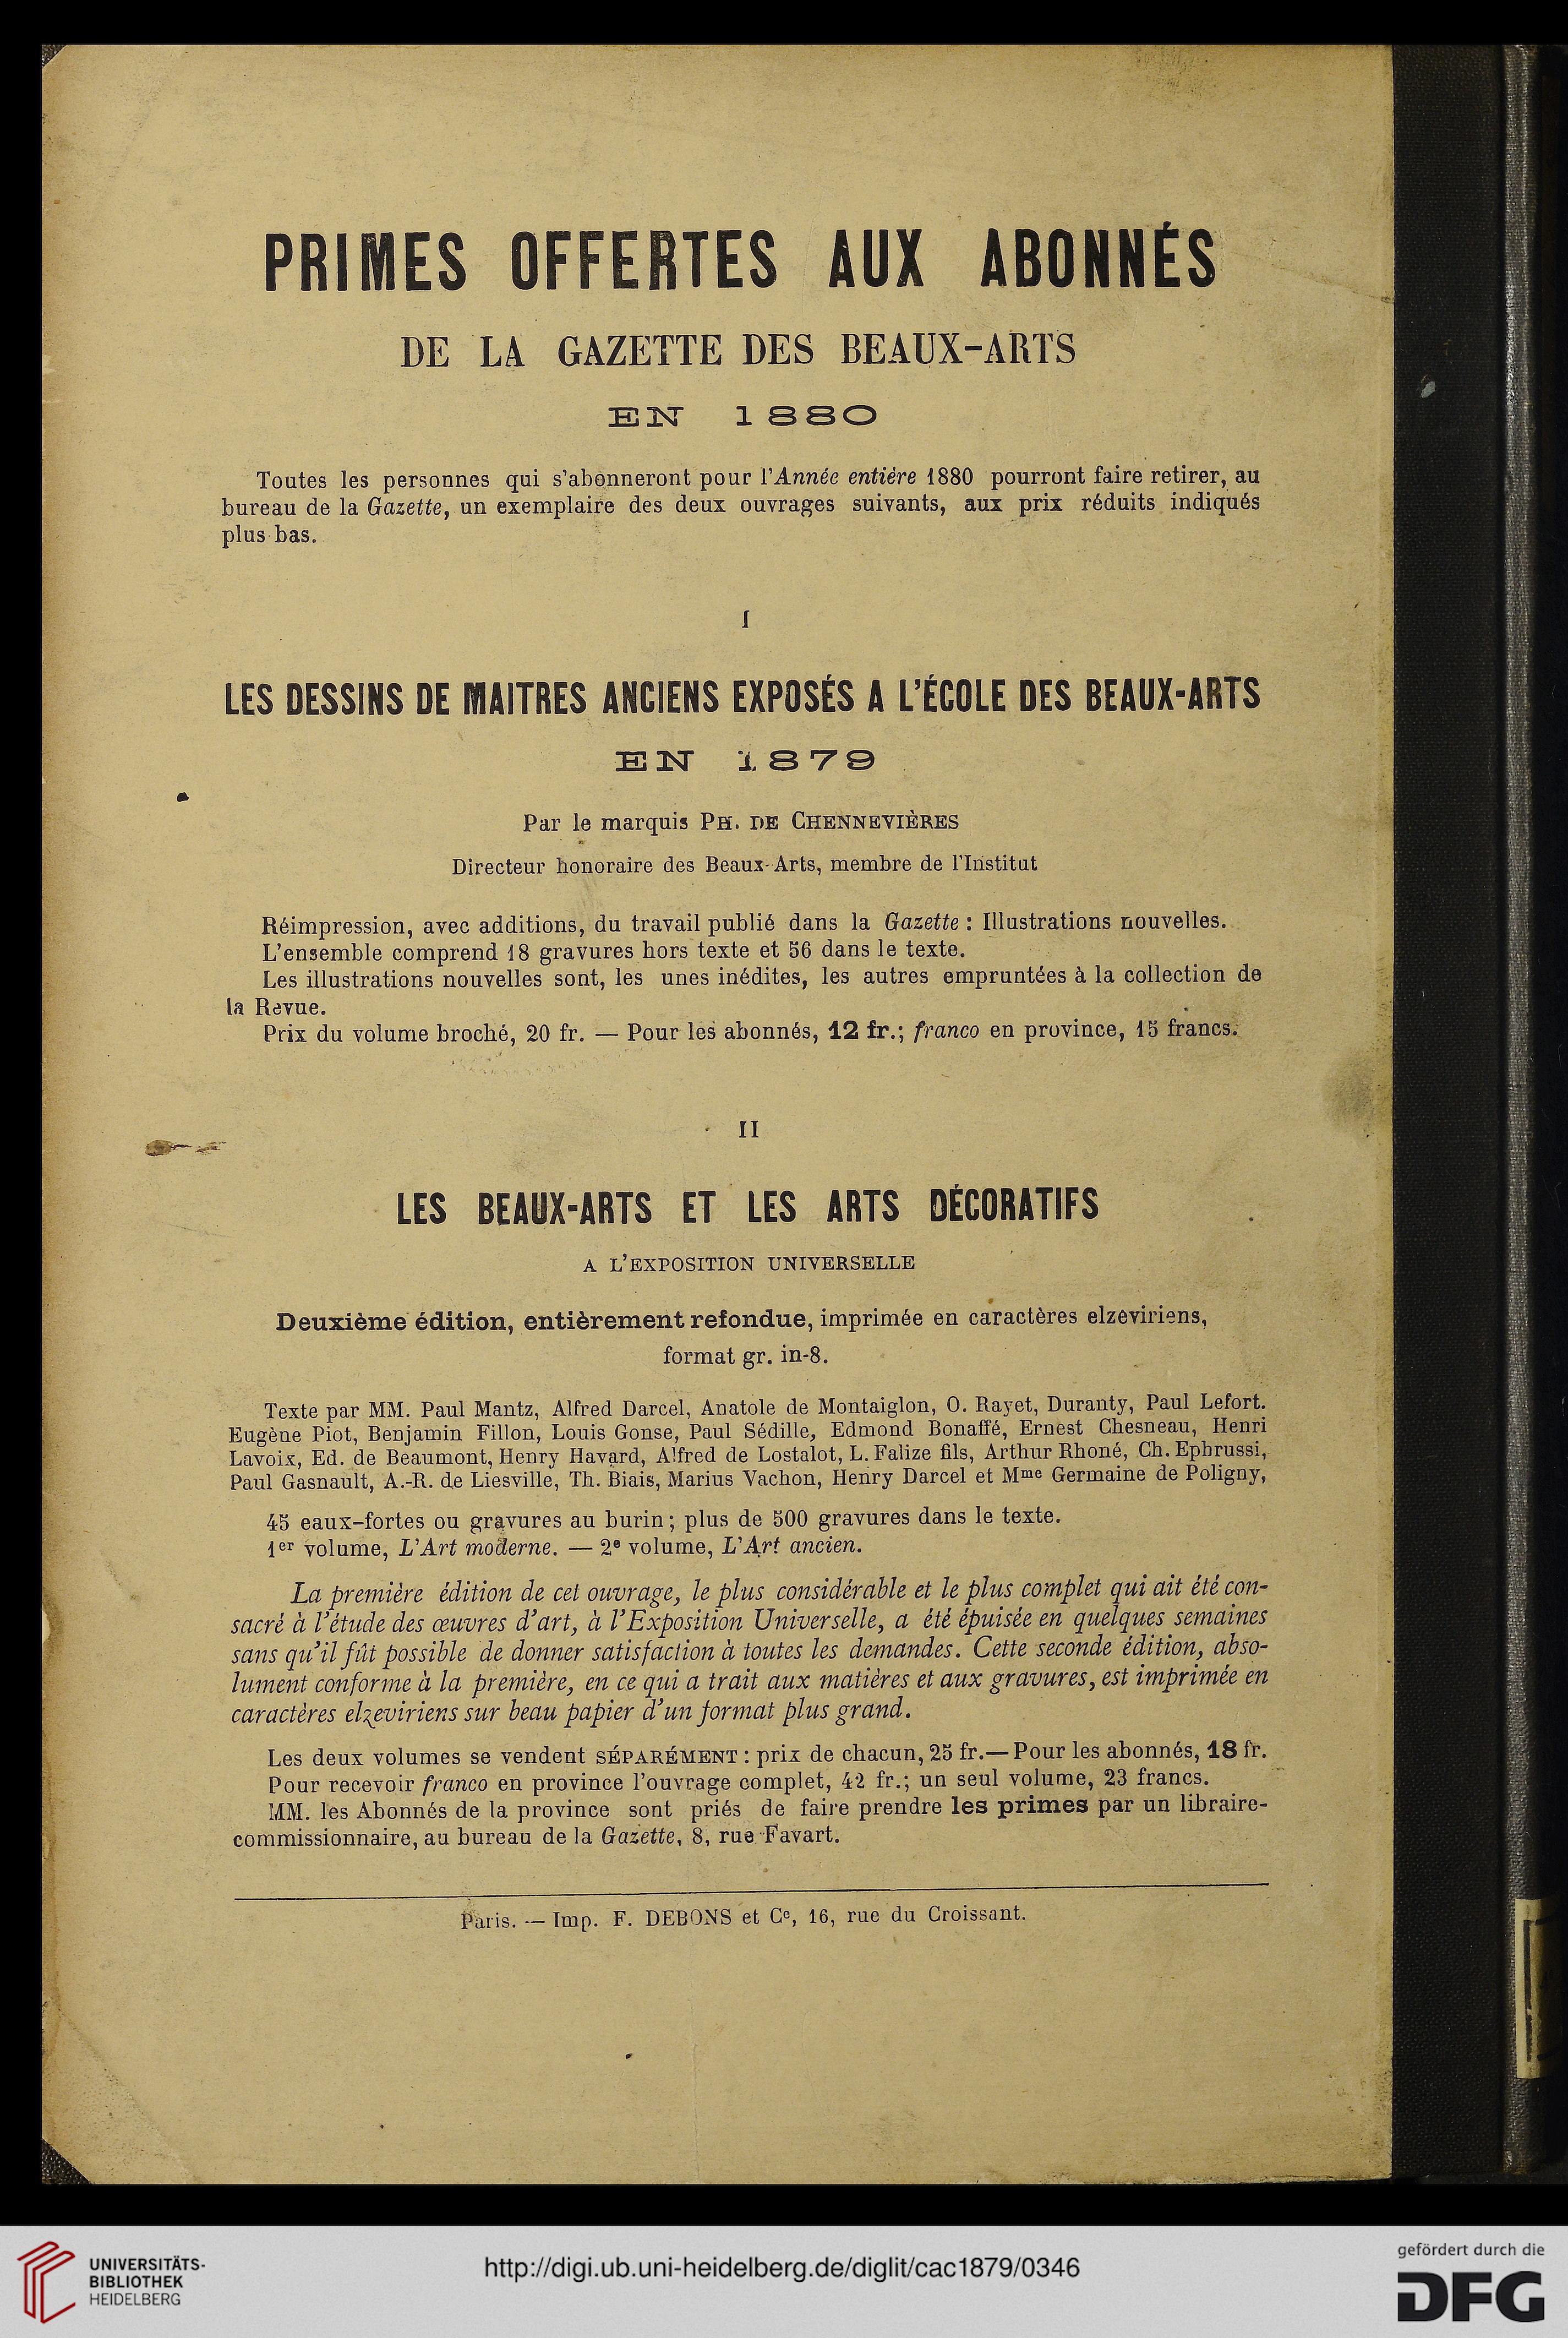 PRIMES OFFERTES AUX ABONNÉS
DE LA GAZETTE DES BEAUX-ARTS
EN 1880
Toutes les personnes qui s'abonneront pour l'Année entière 1880 pourront faire retirer, au
bureau de la Gazette, un exemplaire des deux ouvrages suivants, aux prix réduits indiqués
plus bas.
I
LES DESSINS DE MAITRES ANCIENS EXPOSÉS A L'ÉCOLE DES BEAUX-ARTS
EN 1879
Par le marquis PH. DE CHENNEVIÈRES
Directeur honoraire des Beaux-Arts, membre de l'Institut
Réimpression, avec additions, du travail publié dans la Gazette : Illustrations nouvelles.
L'ensemble comprend 18 gravures hors texte et 56 dans le texte.
Les illustrations nouvelles sont, les unes inédites, les autres empruntées à la collection de
la Revue.
Prix du volume broché, 20 fr. — Pour les abonnés, 12 fr.; franco en province, 15 francs.
II
LES BEAUX-ARTS ET LES ARTS DÉCORATIFS
A L'EXPOSITION UNIVERSELLE
Deuxième édition, entièrement refondue, imprimée en caractères elzeviriens,
format gr. in-8.
Texte par MM. Paul Mantz, Alfred Darcel, Anatole de Montaiglon, O. Rayet, Duranty, Paul Lefort.
Eugène Piot, Benjamin Fillon, Louis Gonse, Paul Sédille, Edmond Bonaffé, Ernest Chesneau, Henri
Lavoix, Ed. de Beaumont, Henry Havard, Alfred de Lostalot, L. Falize fils, Arthur Rhoné, Ch. Ephrussi,
Paul Gasnault, A.-R. de Liesville, Th. Biais, Marius Vachon, Henry Darcel et Mme Germaine de Poligny,
45 eaux-fortes ou gravures au burin; plus de 500 gravures dans le texte.
1er volume, L'Art moderne. — 2e volume, L'Art ancien.
La première édition de cet ouvrage, le plus considérable et le plus complet qui ait été con-
sacré à l'étude des œuvres d'art, à l'Exposition Universelle, a été épuisée en quelques semaines
sans qu'il fût possible de donner satisfaction à toutes les demandes. Cette seconde édition, abso-
lument conforme à la première, en ce qui a trait aux matières et aux gravures, est imprimée en
caractères elzeviriens sur beau papier d'un format plus grand.
Les deux volumes se vendent SÉPARÉMENT : prix de chacun, 25 fr.— Pour les abonnés, 18 fr.
Pour recevoir franco en province l'ouvrage complet, 42 fr.; un seul volume, 23 francs.
MM. les Abonnés de la province sont priés de faire prendre les primes par un libraire-
commissionnaire, au bureau de la Gazette, 8, rue Favart.
Paris. — Imp. F. DEBONS et Ce, 16, rue du Croissant.
UNIVERSITÄTS-
BIBLIOTHEK
HEIDELBERG
http://digi.ub.uni-heidelberg.de/diglit/cac1879/0346
gefördert durch die
DFG